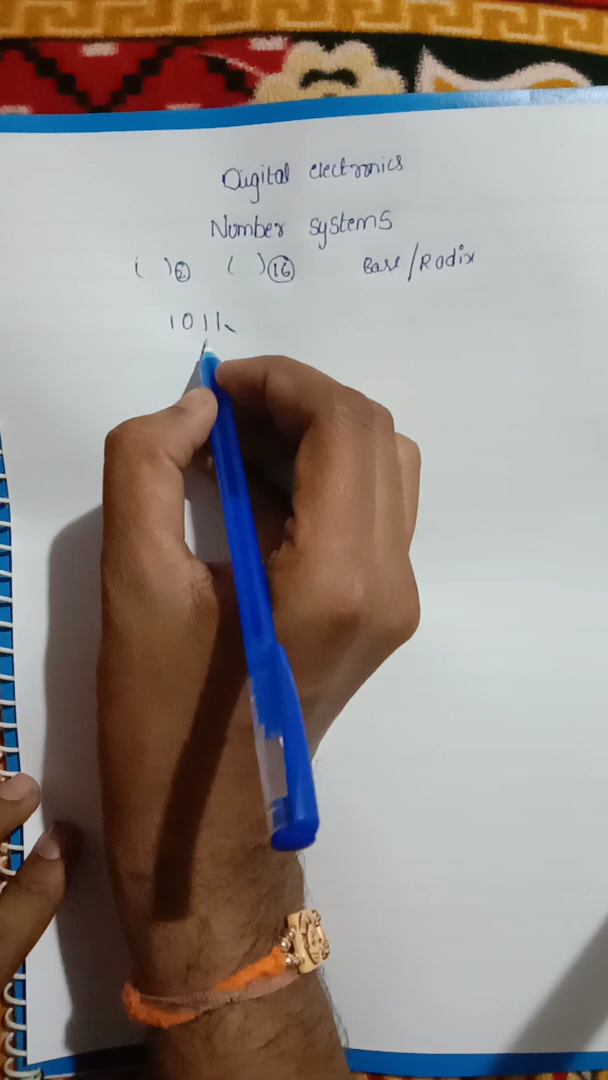 Digital electronics
Number systems
( )2 ( )16 Base/Radix
1011